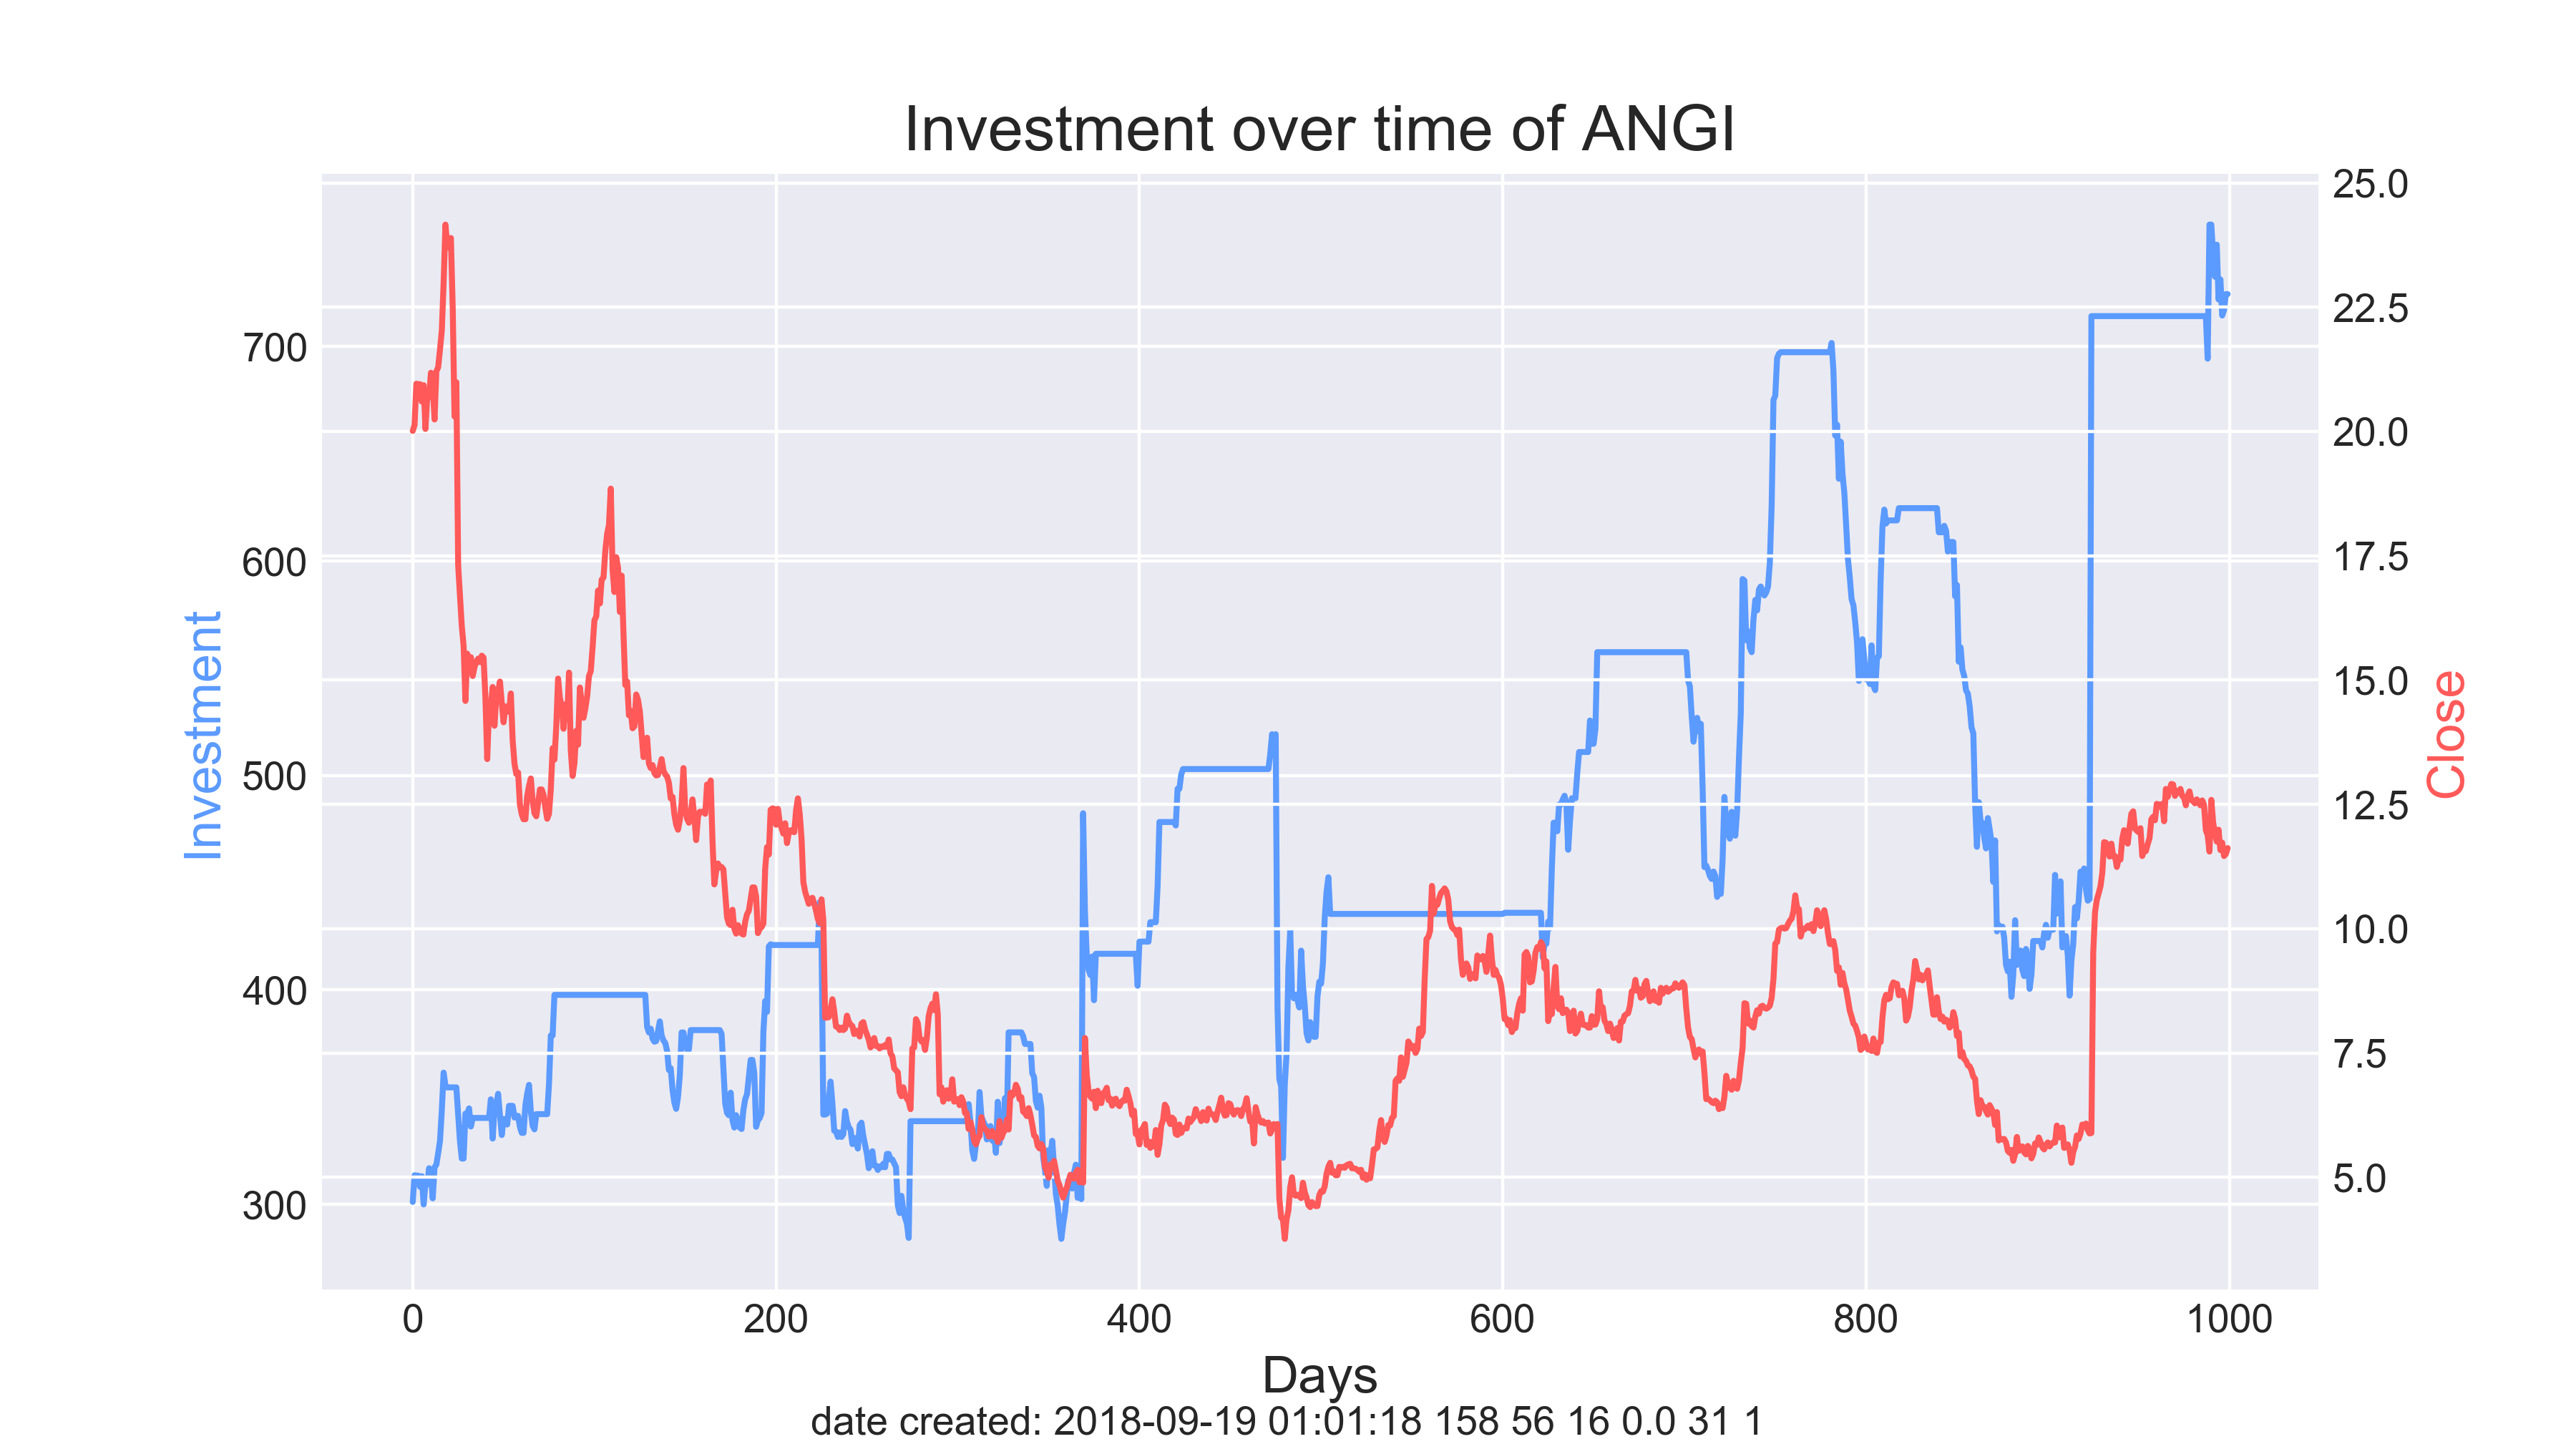 Investment over time of ANGI
Investment
700
600
500
400
300
25.0
22.5
20.0
17.5
15.0
12.5
10.0
7.5
5.0
Close
0 200 400 600 800 1000
Days
date created: 2018-09-19 01:01:18 158 56 16 0.0 31 1